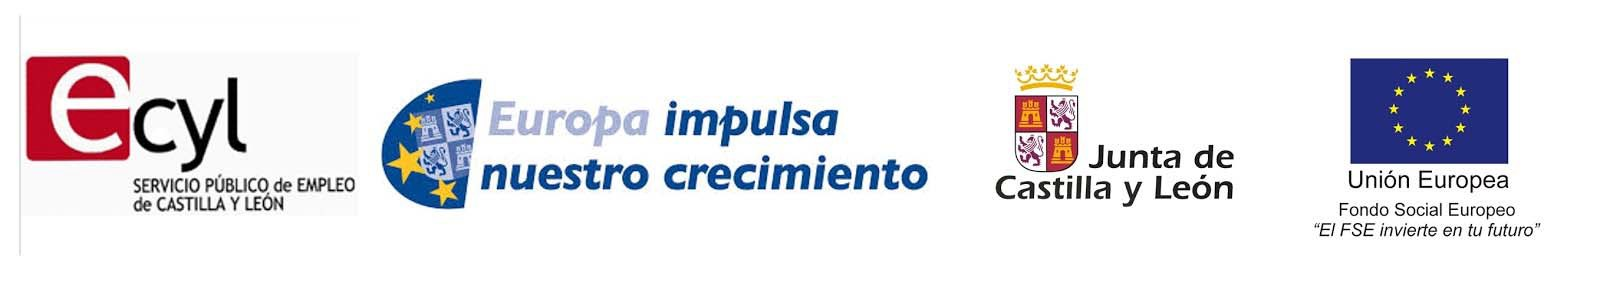 ecyl
SERVICIO PÚBLICO de EMPLEO
de CASTILLA Y LEÓN
Europa impulsa
nuestro crecimiento
Junta de
Castilla y León
Unión Europea
Fondo Social Europeo
“El FSE invierte en tu futuro”